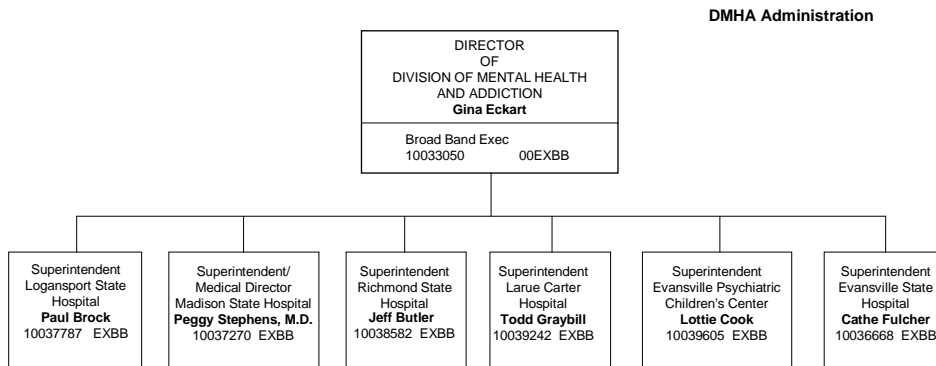 DMHA Administration
DIRECTOR
OF
DIVISION OF MENTAL HEALTH
AND ADDICTION
Gina Eckart
Broad Band Exec
10033050 00EXBB
Superintendent
Logansport State
Hospital
Paul Brock
10037787 EXBB
Superintendent/
Medical Director
Madison State Hospital
Peggy Stephens, M.D.
10037270 EXBB
Superintendent
Richmond State
Hospital
Jeff Butler
10038582 EXBB
Superintendent
Larue Carter
Hospital
Todd Graybill
10039242 EXBB
Superintendent
Evansville Psychiatric
Children's Center
Lottie Cook
10039605 EXBB
Superintendent
Evansville State
Hospital
Cathe Fulcher
10036668 EXBB